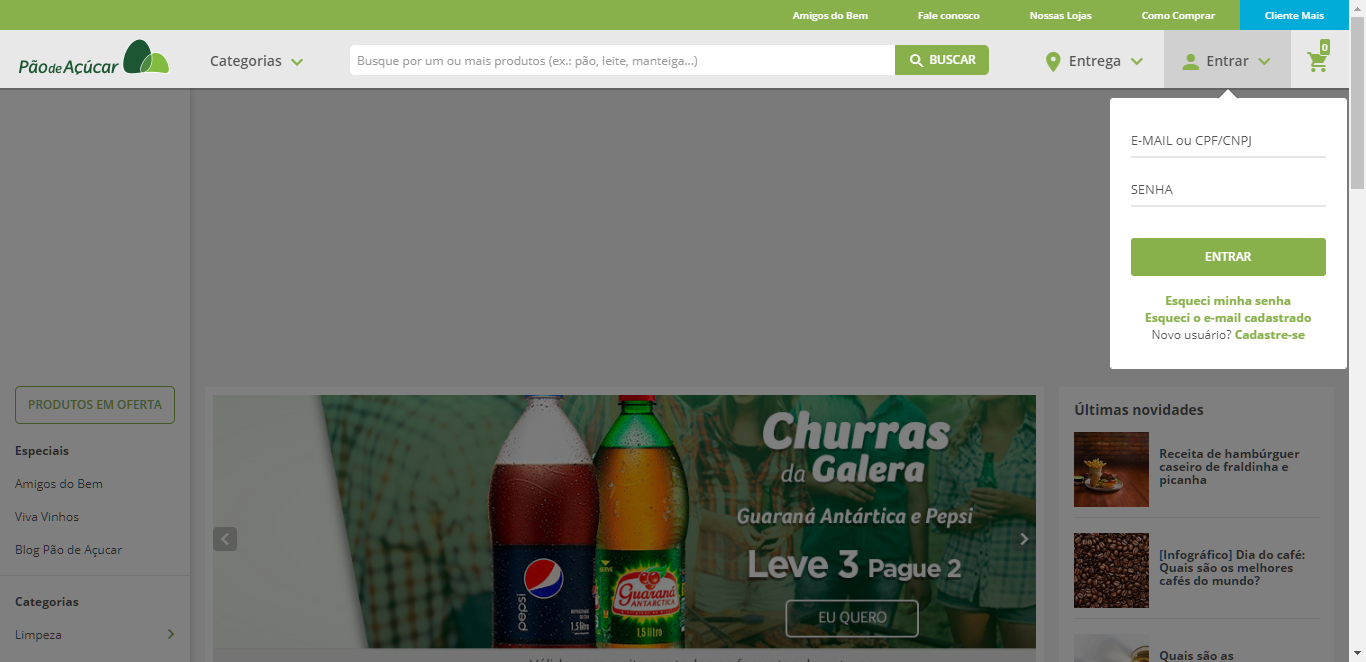 Amigos do Bem
Fale conosco
Nossas Lojas
Como Comprar
Cliente Mais
PãodeAçúcar
Categorias
Busque por um ou mais produtos (ex.: pão, leite, manteiga...)
BUSCAR
Entrega
Entrar
0
E-MAIL ou CPF/CNPJ
SENHA
ENTRAR
Esqueci minha senha
Esqueci o e-mail cadastrado
Novo usuário? Cadastre-se
PRODUTOS EM OFERTA
Especiais
Amigos do Bem
Viva Vinhos
Blog Pão de Açucar
Categorias
Limpeza
Churras
da Galera
Guaraná Antártica e Pepsi
Leve 3 Pague 2
EU QUERO
pepsi
1,5 litro
Guaraná
ANTARCTICA
1,5 litro
Últimas novidades
Receita de hambúrguer
caseiro de fraldinha e
picanha
[Infográfico] Dia do café:
Quais são os melhores
cafés do mundo?
Quais são as